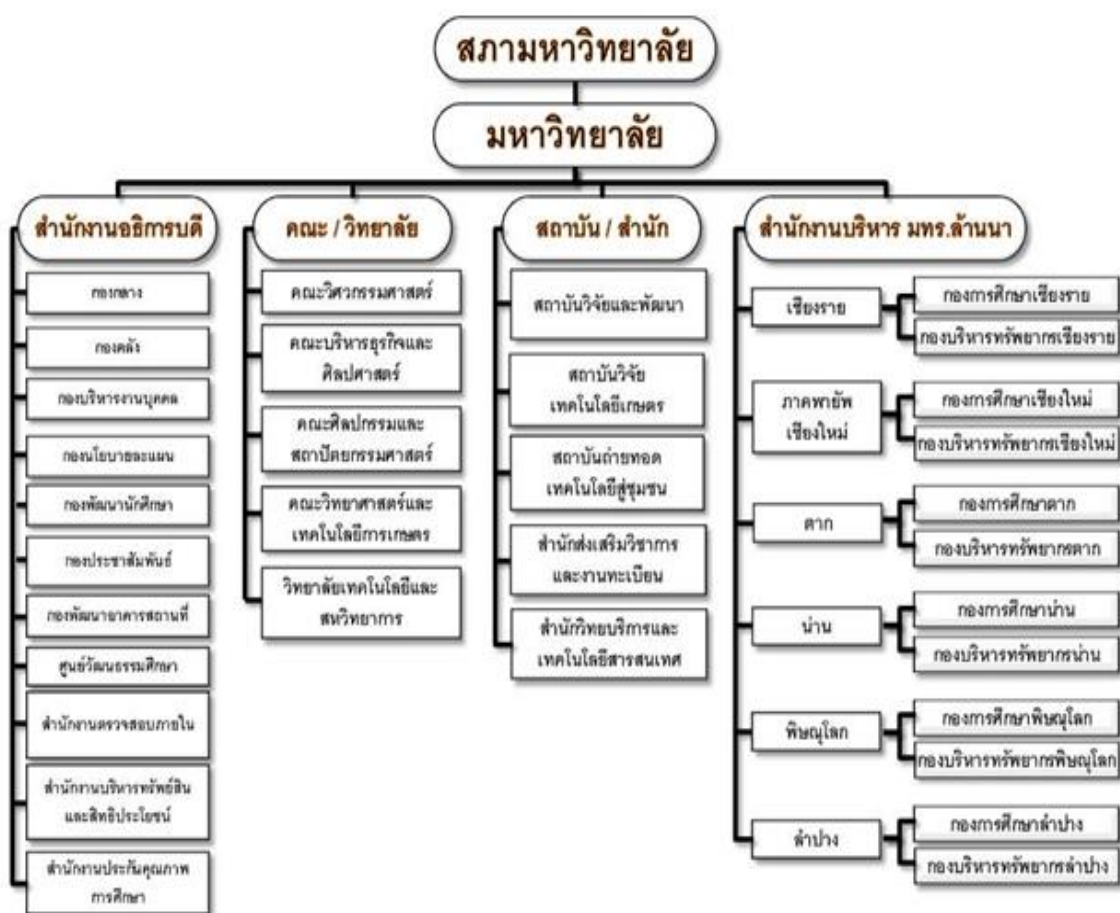 สภามหาวิทยาลัย
มหาวิทยาลัย
สำนักงานอธิการบดี
กองกลาง
กองคลัง
กองบริหารงานบุคคล
กองนโยบายละแผน
กองพัฒนานักศึกษา
กองประชาสัมพันธ์
กองพัฒนาอาคารสถานที่
ศูนย์วัฒนธรรมศึกษา
สำนักงานตรวจสอบภายใน
สำนักงานบริหารทรัพย์สิน
และสิทธิประโยชน์
สำนักงานประกันคุณภาพ
การศึกษา
คณะ / วิทยาลัย
คณะวิศวกรรมศาสตร์
คณะบริหารธุรกิจและ
ศิลปศาสตร์
คณะศิลปกรรมและ
สถาปัตยกรรมศาสตร์
คณะวิทยาศาสตร์และ
เทคโนโลยีการเกษตร
วิทยาลัยเทคโนโลยีและ
สหวิทยาการ
สถาบัน / สำนัก
สถาบันวิจัยและพัฒนา
สถาบันวิจัย
เทคโนโลยีเกษตร
สถาบันถ่ายทอด
เทคโนโลยีสู่ชุมชน
สำนักส่งเสริมวิชาการ
และงานทะเบียน
สำนักวิทยบริการและ
เทคโนโลยีสารสนเทศ
สำนักงานบริหาร มทร.ล้านนา
เชียงราย
กองการศึกษาเชียงราย
กองบริหารทรัพยากรเชียงราย
ภาคพายัพ
เชียงใหม่
กองการศึกษาเชียงใหม่
กองบริหารทรัพยากรเชียงใหม่
ตาก
กองการศึกษาตาก
กองบริหารทรัพยากรตาก
น่าน
กองการศึกษาน่าน
กองบริหารทรัพยากรน่าน
พิษณุโลก
กองการศึกษาพิษณุโลก
กองบริหารทรัพยากรพิษณุโลก
ลำปาง
กองการศึกษาลำปาง
กองบริหารทรัพยากรลำปาง